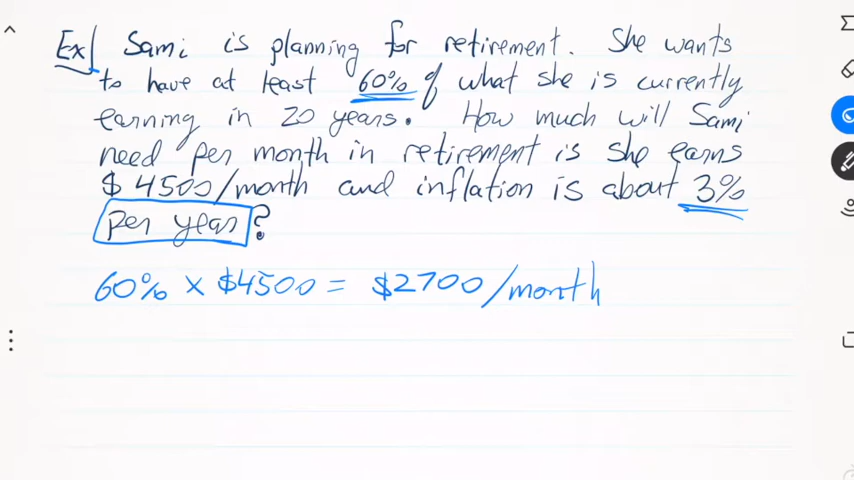 Ex| Sami is planning for retirement. She wants
to have at least 60% of what she is currently
earning in 20 years. How much will Sami
need per month in retirement is she earns
$4500/month and inflation is about 3%
per year?
60% × $4500 = $2700/month